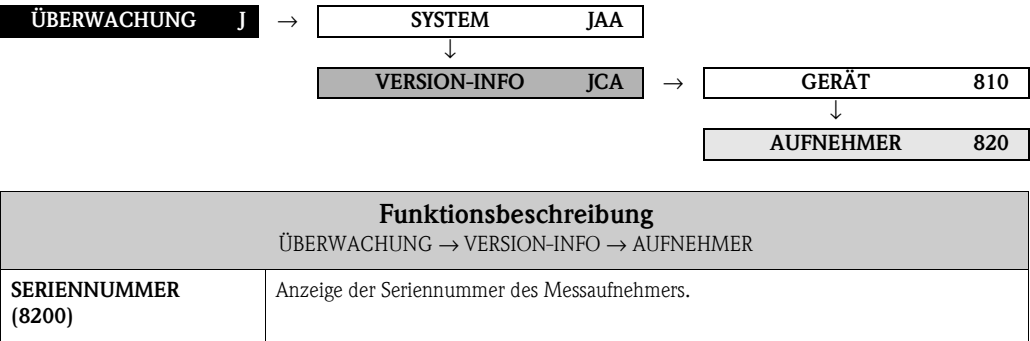 ÜBERWACHUNG J → SYSTEM JAA
↓
VERSION-INFO JCA → GERÄT 810
↓
AUFNEHMER 820
Funktionsbeschreibung
ÜBERWACHUNG → VERSION-INFO → AUFNEHMER
SERIENNUMMER Anzeige der Seriennummer des Messaufnehmers.
(8200)